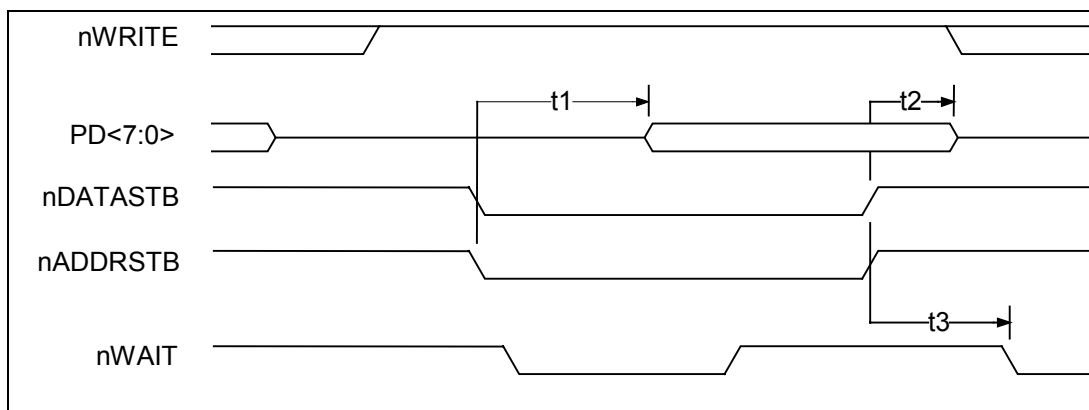 nWRITE
t1
t2
PD<7:0>
nDATASTB
nADDRSTB
t3
nWAIT